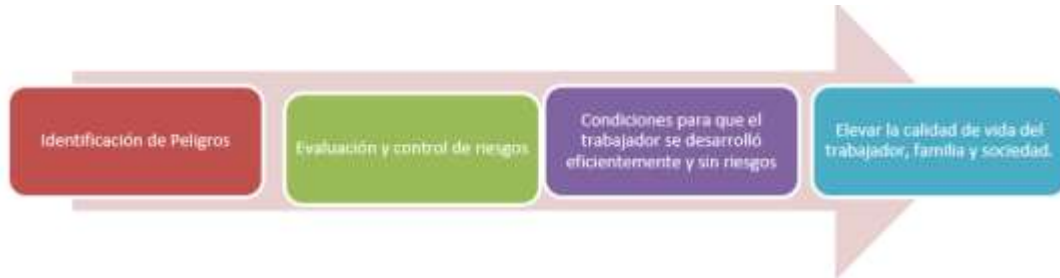 Identificación de Peligros
Evaluación y control de riesgos
Condiciones para que el
trabajador se desarrolló
eficientemente y sin riesgos
Elevar la calidad de vida del
trabajador, familia y sociedad.